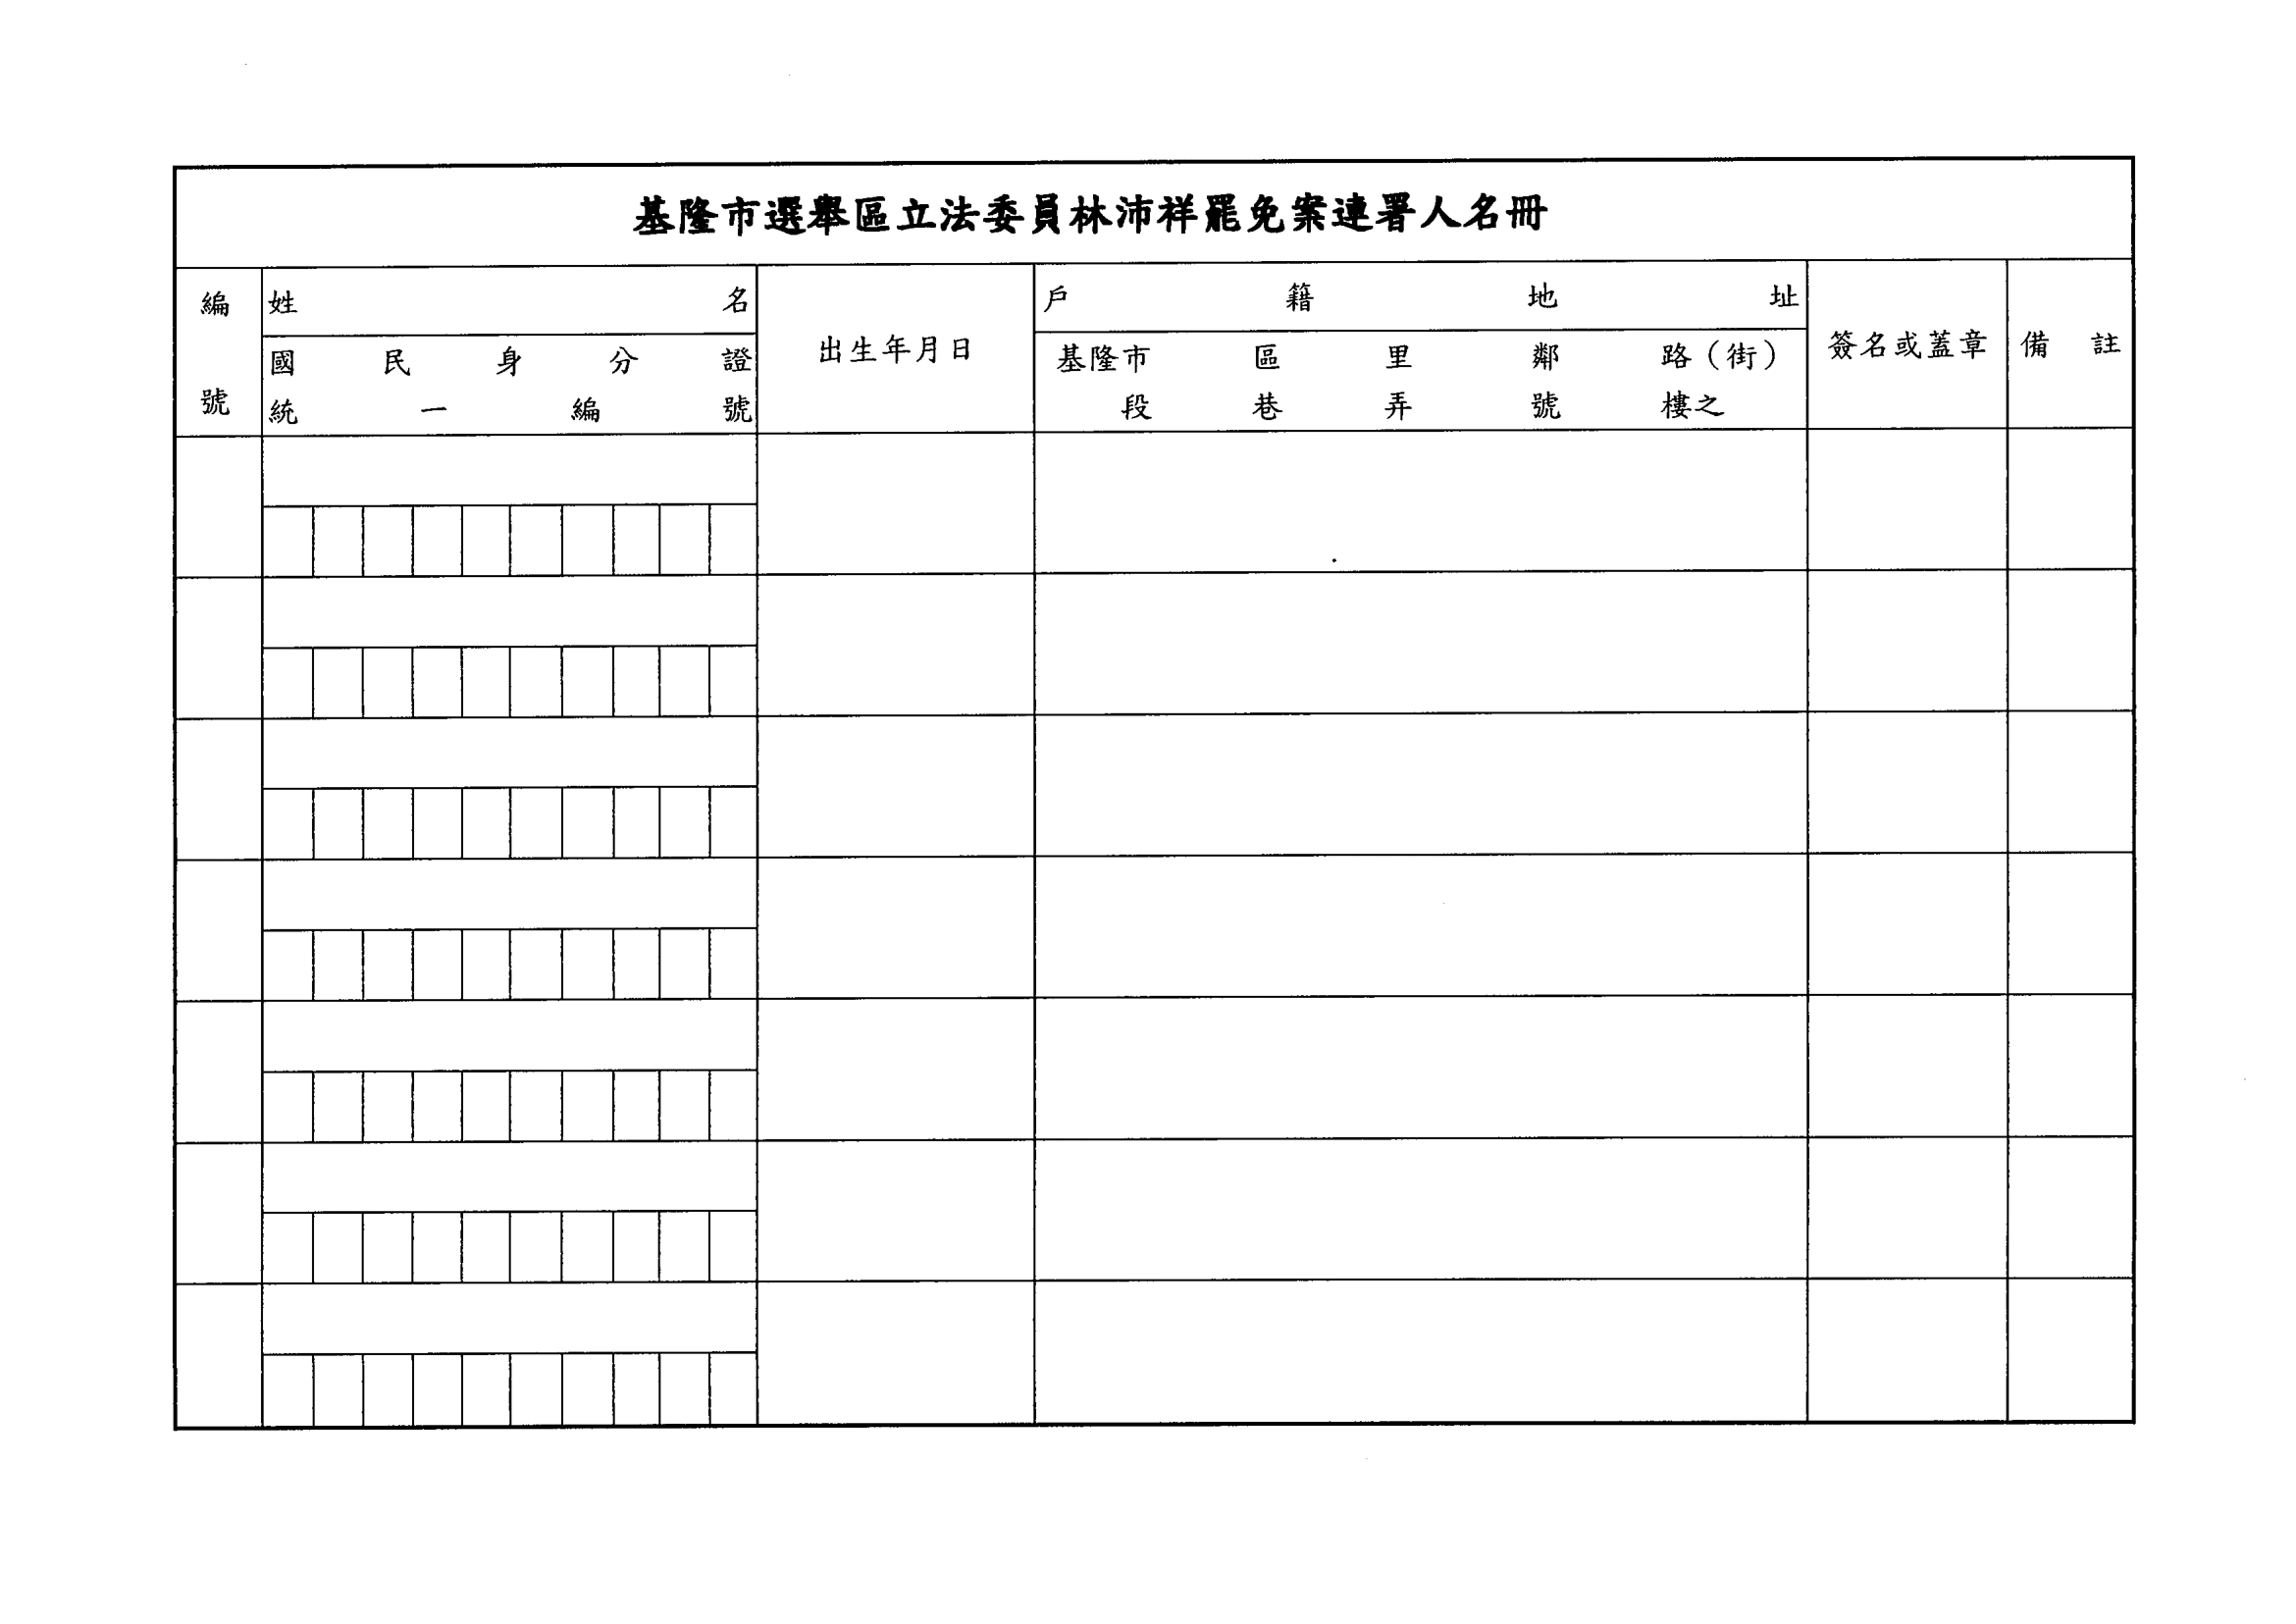 基隆市選舉區立法委員林沛祥罷免案連署人名冊
編號
姓名
國民身分證
統一編號
出生年月日
戶籍地址
基隆市 區 里 鄰 路（街）
段 巷 弄 號 樓之
簽名或蓋章
備註